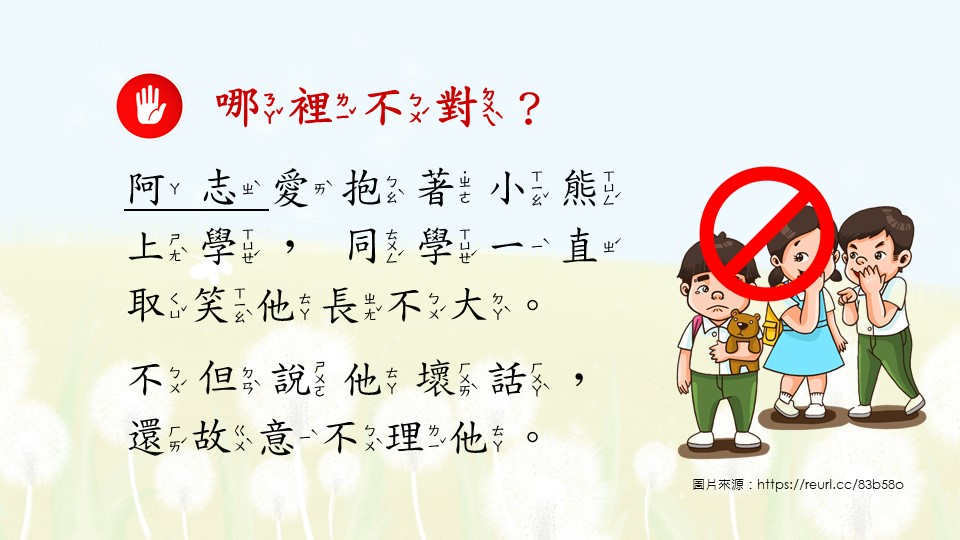 哪裡不對？
阿志愛抱著小熊
上學，同學一直
取笑他長不大。
不但說他壞話，
還故意不理他。
圖片來源：https://reurl.cc/83b58o